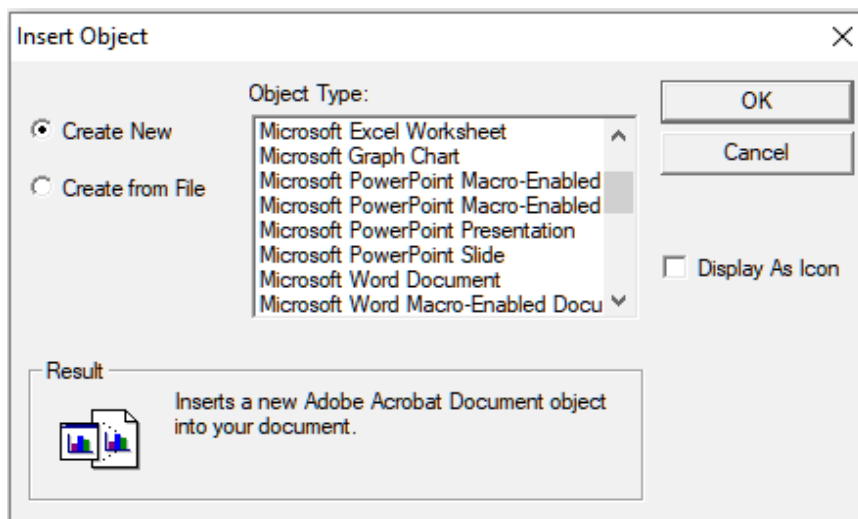 Insert Object
Object Type:
Create New
Create from File
Microsoft Excel Worksheet
Microsoft Graph Chart
Microsoft PowerPoint Macro-Enabled
Microsoft PowerPoint Macro-Enabled
Microsoft PowerPoint Presentation
Microsoft PowerPoint Slide
Microsoft Word Document
Microsoft Word Macro-Enabled Docu
OK
Cancel
Display As Icon
Result
Inserts a new Adobe Acrobat Document object
into your document.